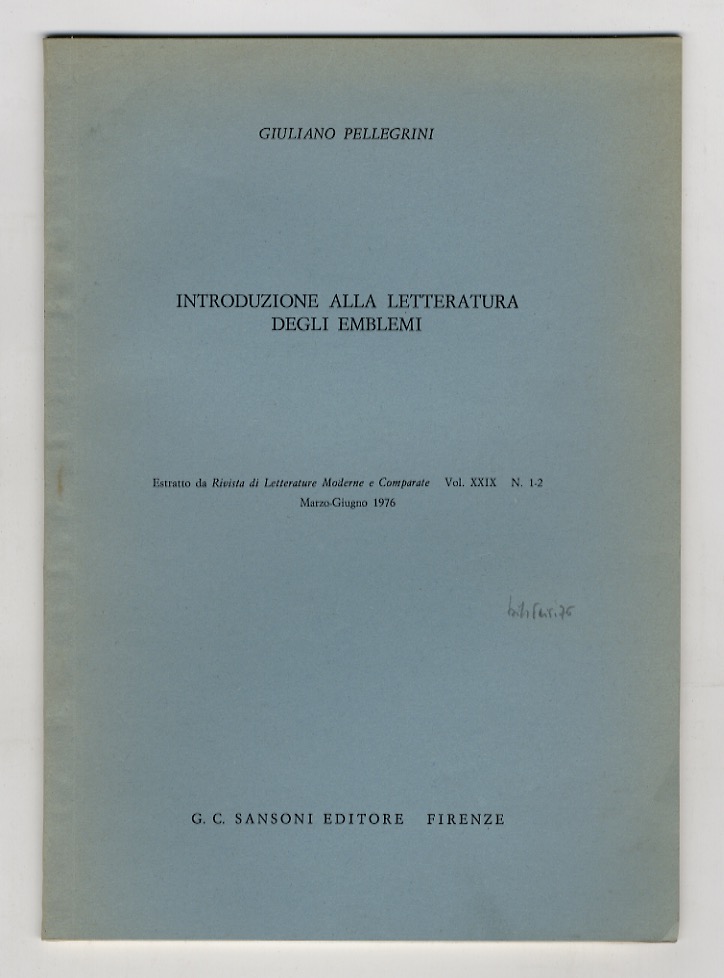 GIULIANO PELLEGRINI
INTRODUZIONE ALLA LETTERATURA
DEGLI EMBLEMI
Estratto da Rivista di Letterature Moderne e Comparate Vol. XXIX N. 1-2
Marzo-Giugno 1976
G. C. SANSONI EDITORE FIRENZE